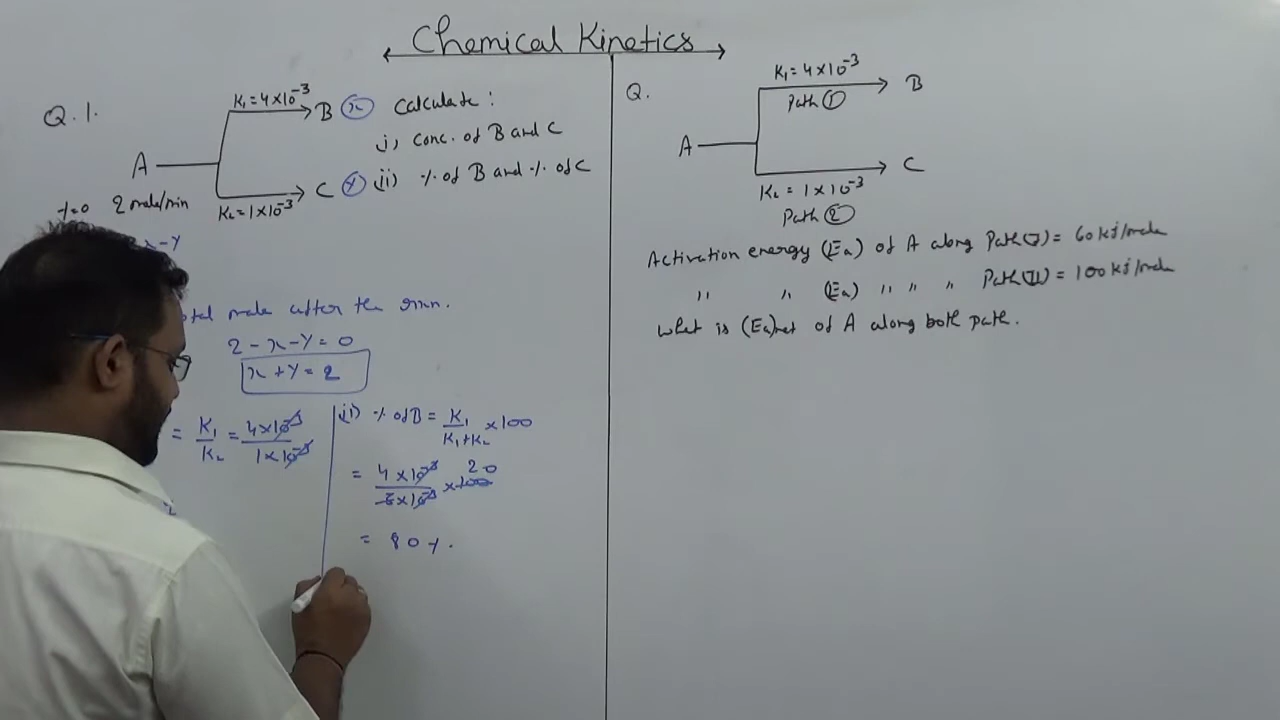 Chemical Kinetics
Q.1.
K₁=4×10⁻³
A
B x
Calculate:
i) conc. of B and C
C y
ii) % of B and % of C
t=0 2 mole/min
K₂=1×10⁻³
x-y
mole after the rxn.
2-x-y=0
x+y=2
= K₁/K₂ = 4×10⁻³/1×10⁻³
(ii) % of B = K₁/K₁+K₂ ×100
= 4×10⁻³/5×10⁻³ ×100 20
= 80%.
Q.
K₁=4×10⁻³
Path ①
B
A
C
K₂=1×10⁻³
Path ②
Activation energy (Ea) of A along Path(I)= 60kj/mole
" " (Ea) " " " Path(II)=100kj/mole
what is (Ea)net of A along both path.